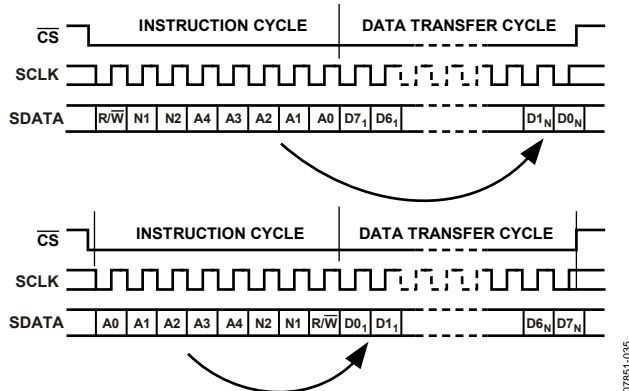 INSTRUCTION CYCLE DATA TRANSFER CYCLE
CS
SCLK
SDATA R/W N1 N2 A4 A3 A2 A1 A0 D7₁ D6₁ D1N D0N
INSTRUCTION CYCLE DATA TRANSFER CYCLE
CS
SCLK
SDATA A0 A1 A2 A3 A4 N2 N1 R/W D0₁ D1₁ D6N D7N
07851-035